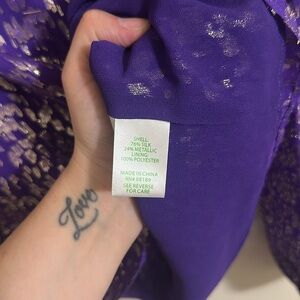 SHELL:
76% SILK
24% METALLIC
LINING:
100% POLYESTER
MADE IN CHINA
SEE REVERSE
FOR CARE
Love